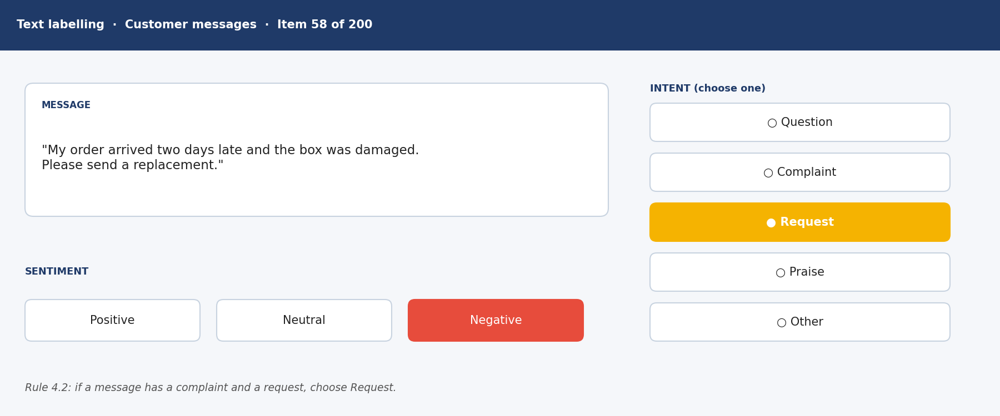 Text labelling · Customer messages · Item 58 of 200
MESSAGE
"My order arrived two days late and the box was damaged.
Please send a replacement."
SENTIMENT
Positive
Neutral
Negative
INTENT (choose one)
○ Question
○ Complaint
● Request
○ Praise
○ Other
Rule 4.2: if a message has a complaint and a request, choose Request.